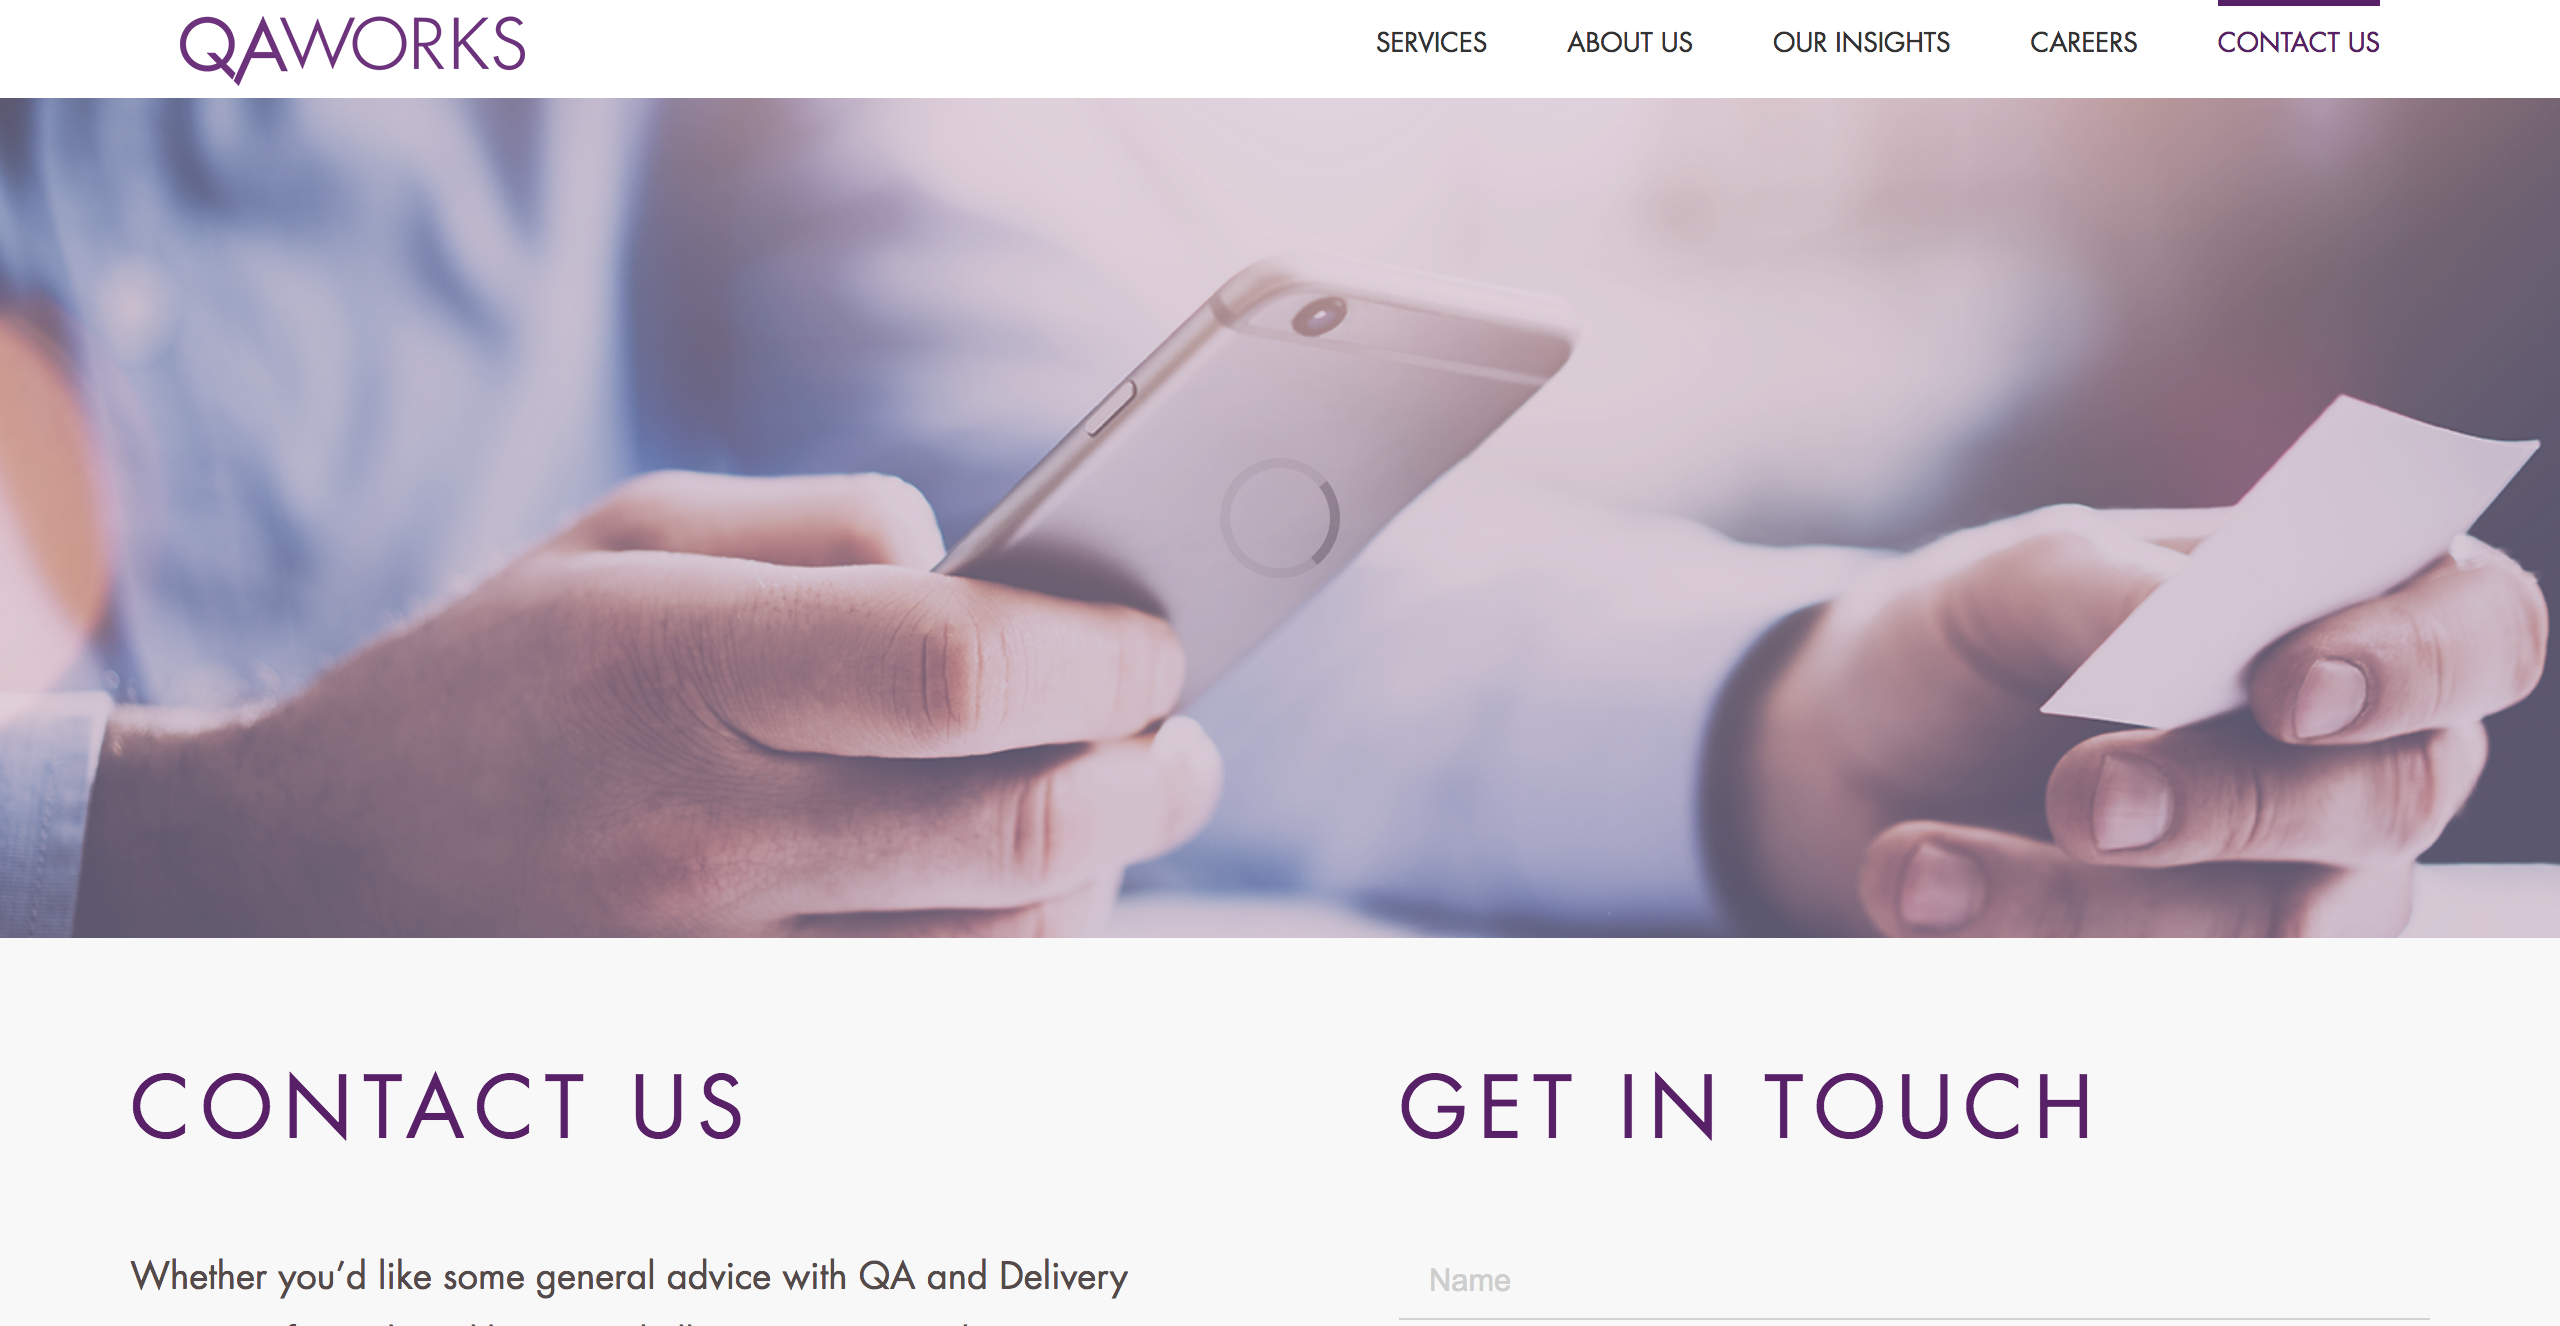 QAWORKS
SERVICES
ABOUT US
OUR INSIGHTS
CAREERS
CONTACT US
CONTACT US
GET IN TOUCH
Whether you’d like some general advice with QA and Delivery
Name